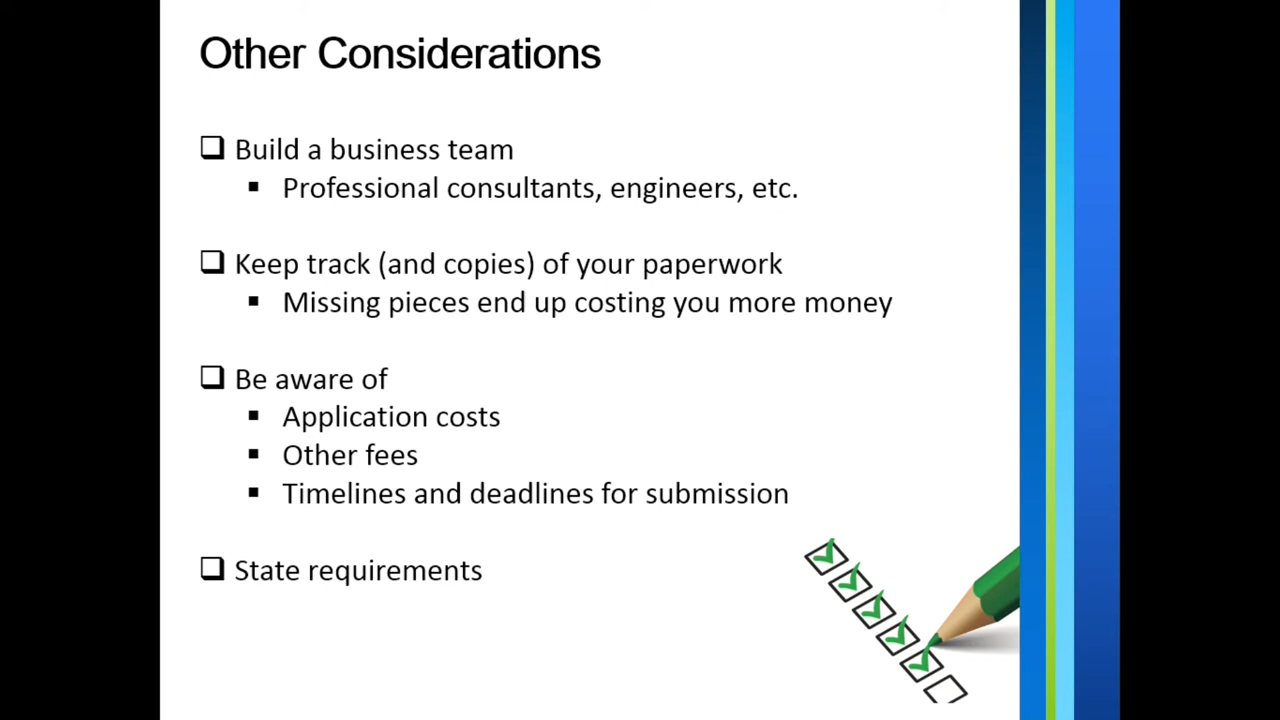 Other Considerations
Build a business team
Professional consultants, engineers, etc.
Keep track (and copies) of your paperwork
Missing pieces end up costing you more money
Be aware of
Application costs
Other fees
Timelines and deadlines for submission
State requirements